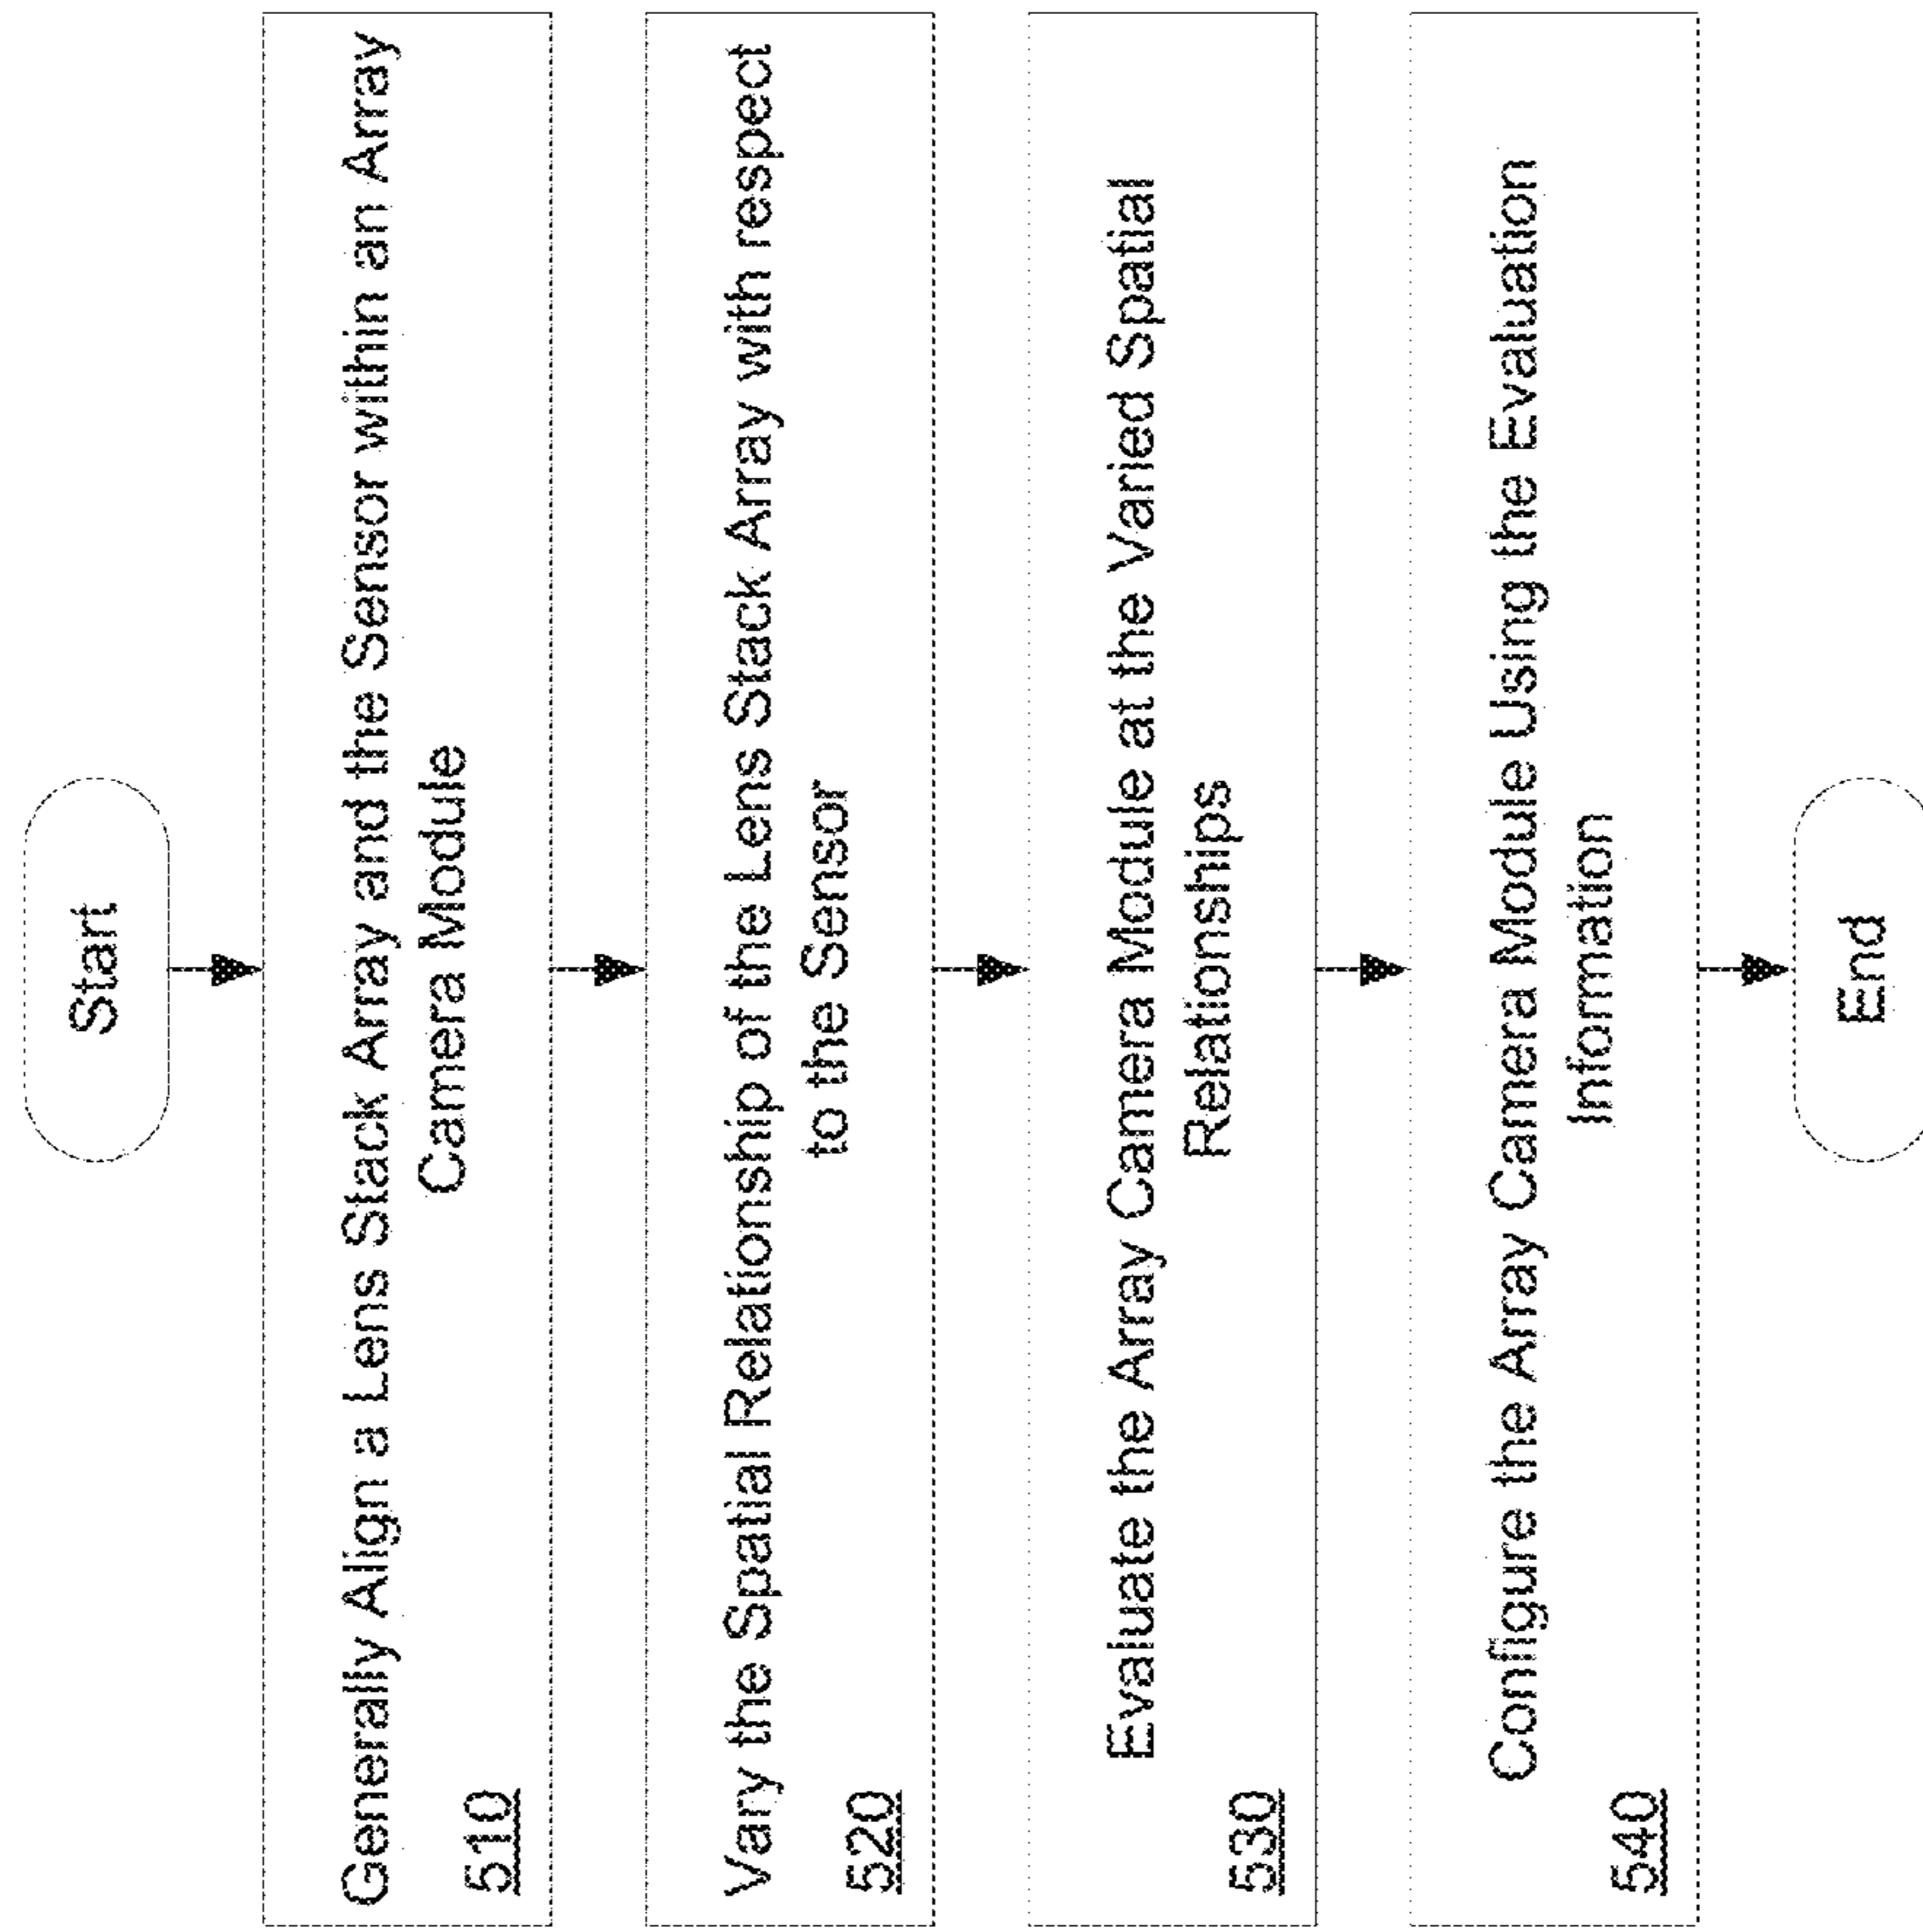 Start
Generally Align a Lens Stack Array and the Sensor within an Array
Camera Module
510
Vary the Spatial Relationship of the Lens Stack Array with respect
to the Sensor
520
Evaluate the Array Camera Module at the Varied Spatial
Relationships
530
Configure the Array Camera Module Using the Evaluation
Information
540
End